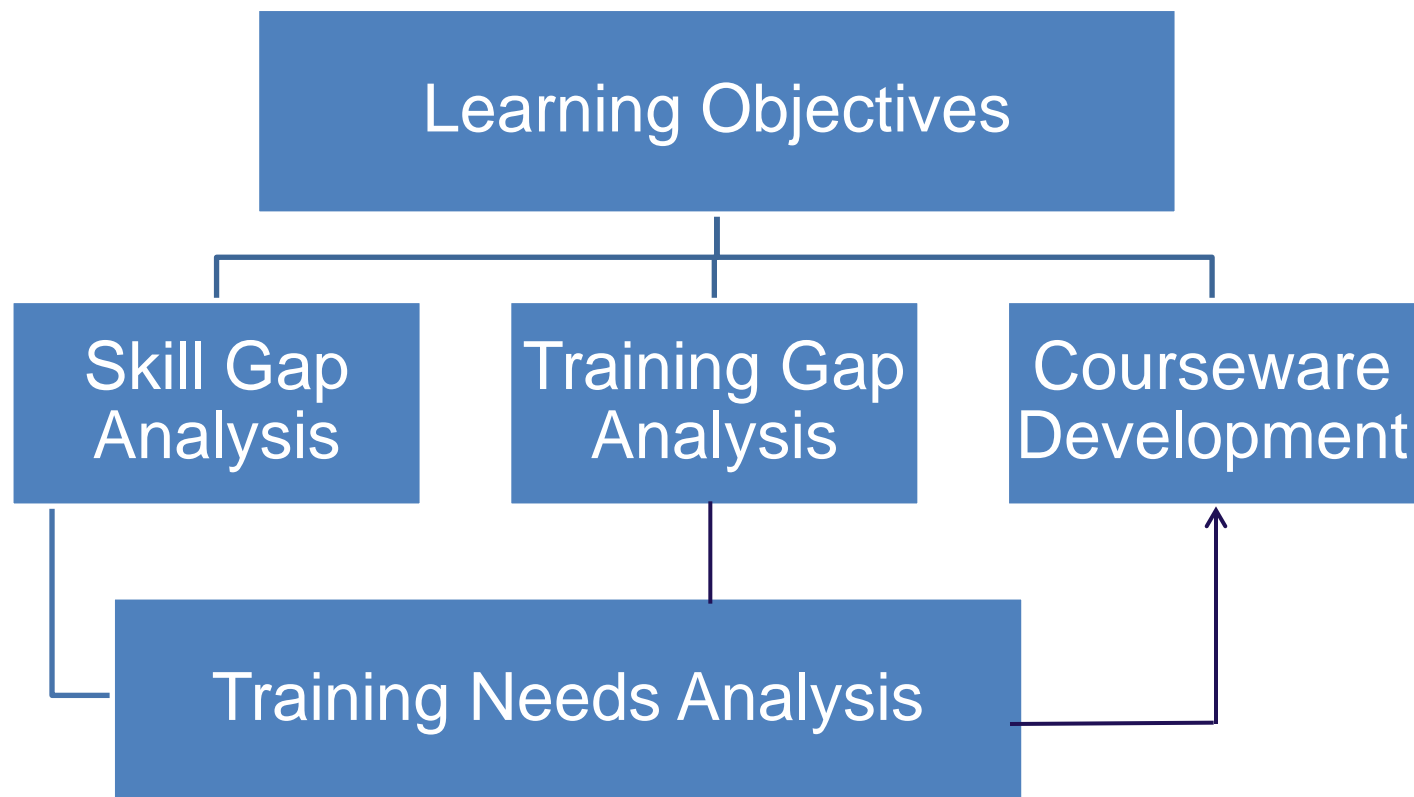 Learning Objectives
Skill Gap
Analysis
Training Gap
Analysis
Courseware
Development
Training Needs Analysis